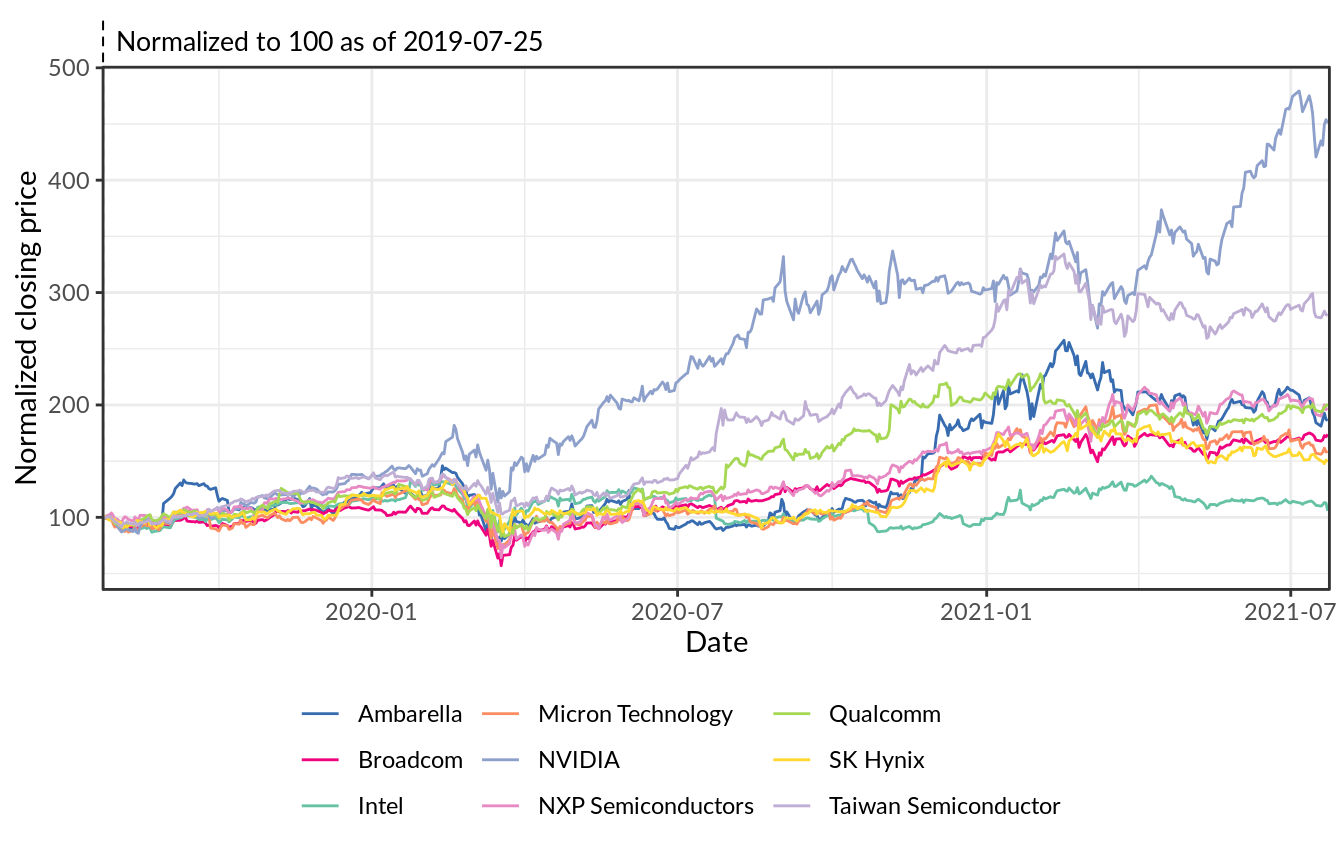 Normalized to 100 as of 2019-07-25
500
400
300
200
100
Normalized closing price
2020-01
2020-07
2021-01
2021-07
Date
Ambarella
Micron Technology
Qualcomm
Broadcom
NVIDIA
SK Hynix
Intel
NXP Semiconductors
Taiwan Semiconductor